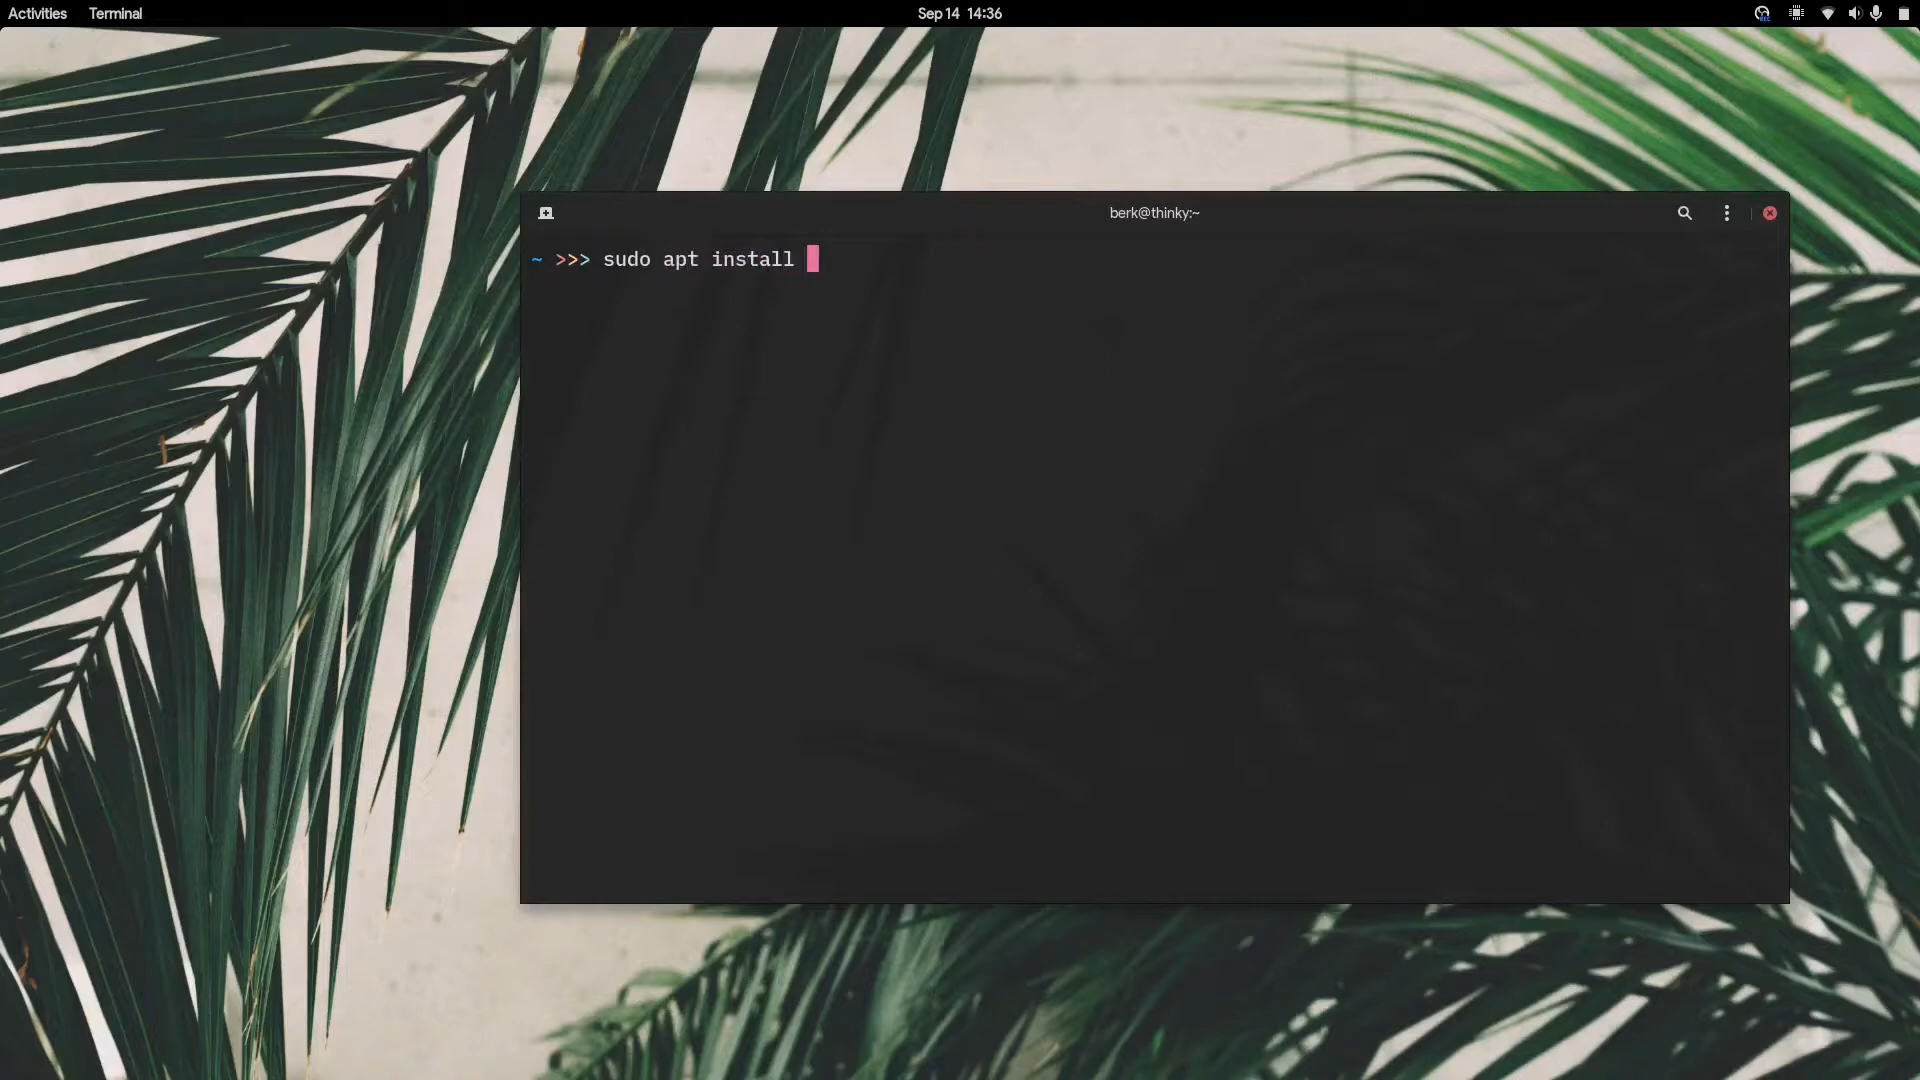 Activities Terminal Sep 14 14:36
berk@thinky:~
~ >>> sudo apt install